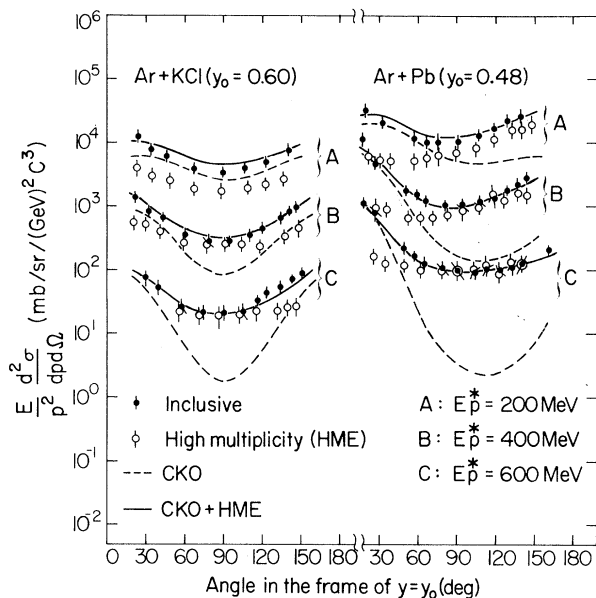 10⁶
10⁵
10⁴
10³
10²
10¹
10⁰
10⁻¹
10⁻²
E/p² d²σ/dpdΩ (mb/sr/(GeV)²C³)
Ar+KCl(y₀=0.60)
Ar+Pb(y₀=0.48)
A
B
C
A
B
C
Inclusive
High multiplicity (HME)
CKO
CKO+HME
A: E*p = 200 MeV
B: E*p = 400 MeV
C: E*p = 600 MeV
0 30 60 90 120 150 180
30 60 90 120 150 180
Angle in the frame of y=y₀(deg)